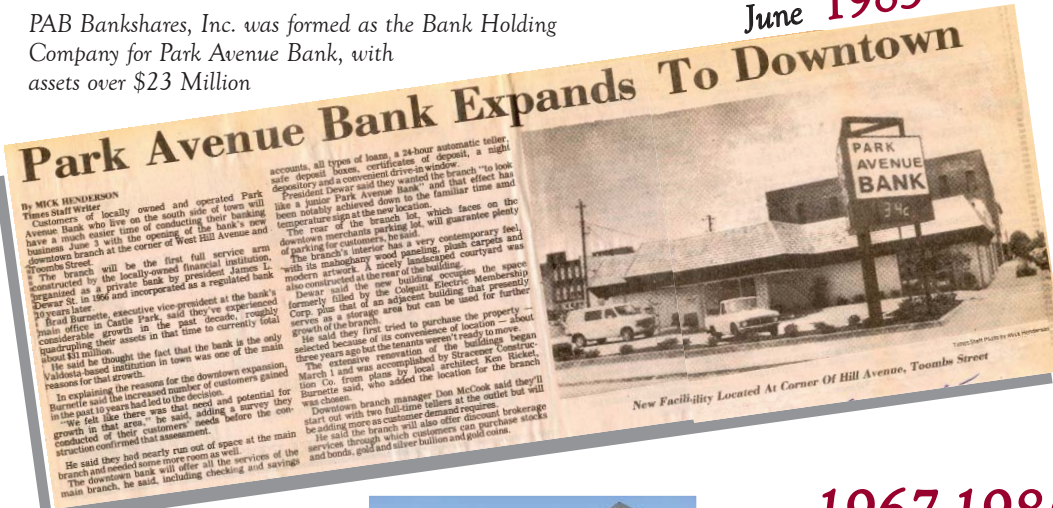 PAB Bankshares, Inc. was formed as the Bank Holding
Company for Park Avenue Bank, with
assets over $23 Million
June
Park Avenue Bank Expands To Downtown
By MICK HENDERSON
Times Staff Writer
Customers of locally owned and operated Park
Avenue Bank who live on the south side of town will
have a much easier time of conducting their banking
business June 3 with the opening of the bank's new
downtown branch at the corner of West Hill Avenue and
Toombs Street.
The branch will be the first full service arm
constructed by the locally-owned financial institution,
organized as a private bank by president James L.
Dewar St. in 1956 and incorporated as a regulated bank
10 years later.
Brad Burnette, executive vice-president at the bank's
main office in Castle Park, said they've experienced
considerable growth in the past decade, roughly
quadrupling their assets in that time to currently total
about $31 million.
He said he thought the fact that the bank is the only
Valdosta-based institution in town was one of the main
reasons for that growth.
In explaining the reasons for the downtown expansion,
Burnette said the increased number of customers gained
in the past 10 years had led to the decision.
"We felt like there was that need and potential for
growth in that area," he said, adding a survey they
conducted of their customers' needs before the con-
struction confirmed that assessment.
He said they had nearly run out of space at the main
branch and needed some more room as well.
The downtown bank will offer all the services of the
main branch, he said, including checking and savings
accounts, all types of loans, a 24-hour automatic teller,
safe deposit boxes, certificates of deposit, a night
depository and a convenient drive-in window.
President Dewar said they wanted the branch "to look
like a junior Park Avenue Bank" and that effect has
been notably achieved down to the familiar time amd
temperature sign at the new location.
The rear of the branch lot, which faces on the
downtown merchants parking lot, will guarantee plenty
of parking for customers, he said.
The branch's interior has a very contemporary feel,
with its mahoghany wood paneling, plush carpets and
modern artwork. A nicely landscaped courtyard was
also constructed at the rear of the building.
Dewar said the new building occupies the space
formerly filled by the Colquitt Electric Membership
Corp. plus that of an adjacent building that presently
serves as a storage area but can be used for further
growth of the branch.
He said they first tried to purchase the property —
selected because of its convenience of location — about
three years ago but the tenants weren't ready to move.
The extensive renovation of the buildings began
March 1 and was accomplished by Stracener Construc-
tion Co. from plans by local architect Ken Ricket,
Burnette said, who added the location for the branch
was chosen.
Downtown branch manager Don McCook said they'll
start out with two full-time tellers at the outlet but will
be adding more as customer demand requires.
He said the branch will also offer discount brokerage
services through which customers can purchase stocks
and bonds, gold and silver bullion and gold coins.
PARK
AVENUE
BANK
Times Staff Photo by Mick Henderson
New Facili-ility Located At Corner Of Hill Avenue, Toombs Street